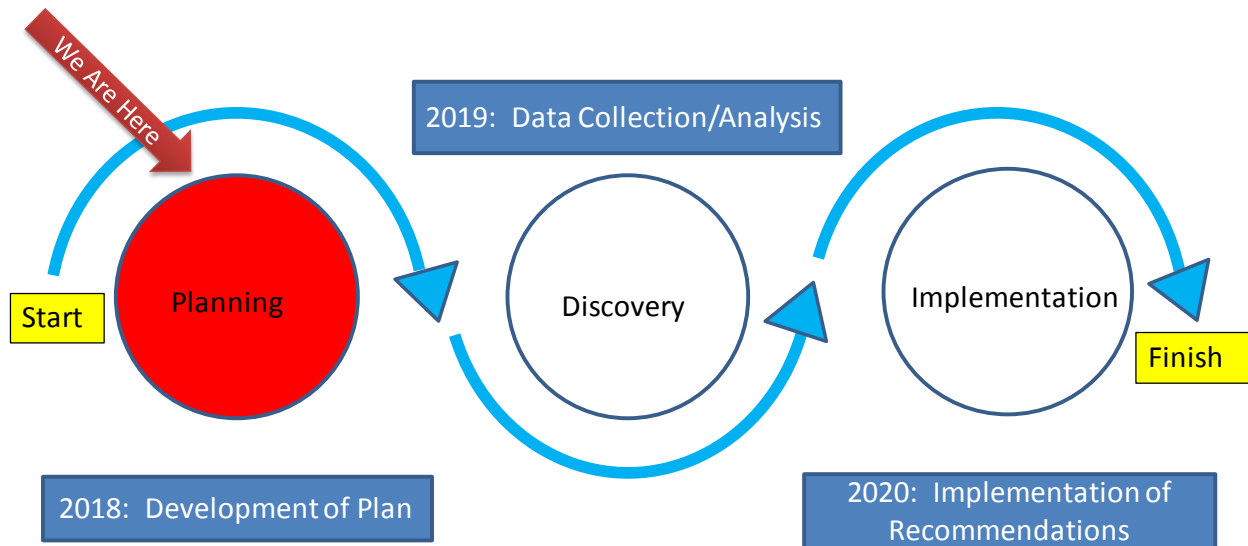 We Are Here
2019: Data Collection/Analysis
Start
Planning
Discovery
Implementation
Finish
2018: Development of Plan
2020: Implementation of
Recommendations